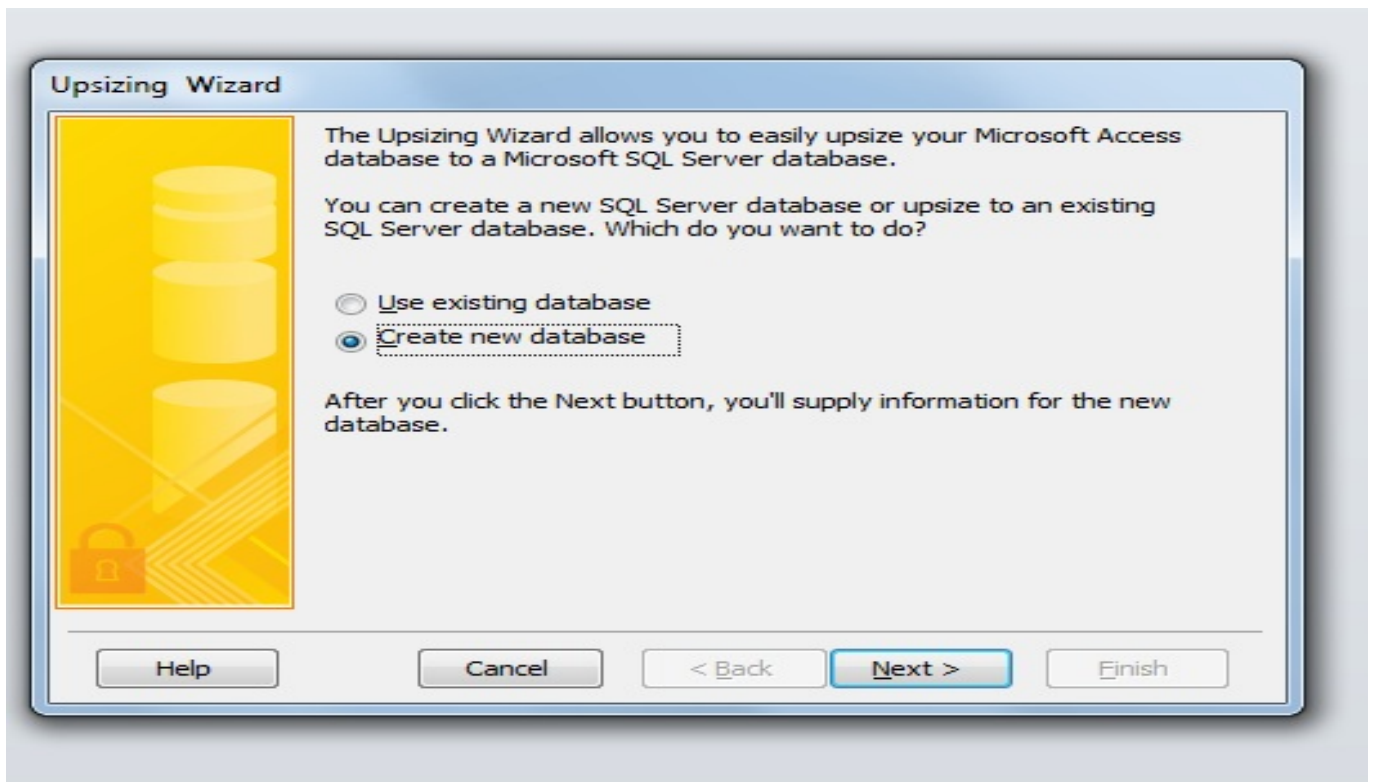 Upsizing Wizard
The Upsizing Wizard allows you to easily upsize your Microsoft Access
database to a Microsoft SQL Server database.
You can create a new SQL Server database or upsize to an existing
SQL Server database. Which do you want to do?
Use existing database
Create new database
After you click the Next button, you'll supply information for the new
database.
Help Cancel < Back Next > Finish